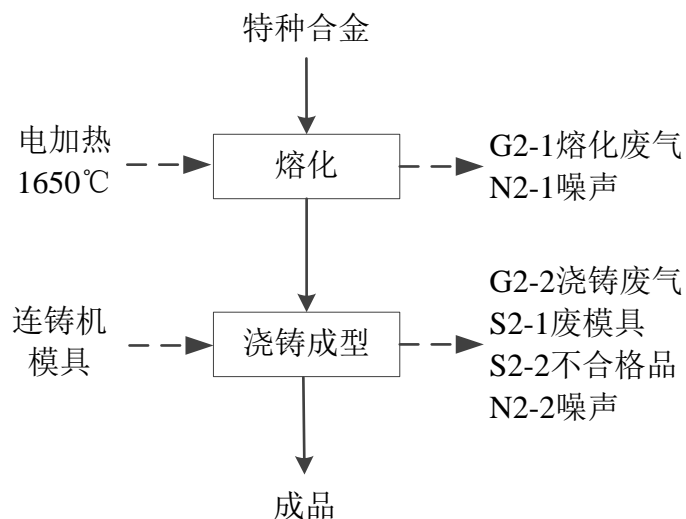 特种合金
电加热
1650℃
熔化
G2-1熔化废气
N2-1噪声
连铸机
模具
浇铸成型
G2-2浇铸废气
S2-1废模具
S2-2不合格品
N2-2噪声
成品